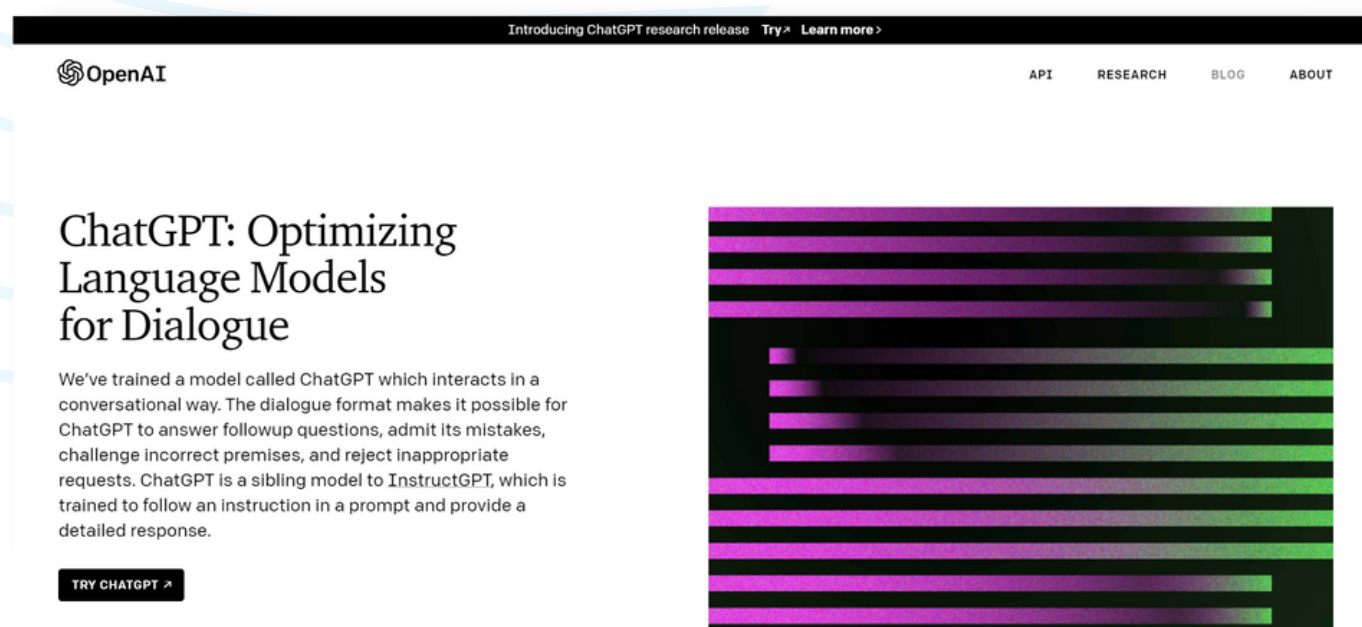 Introducing ChatGPT research release Try↗ Learn more >
OpenAI
API RESEARCH BLOG ABOUT
ChatGPT: Optimizing
Language Models
for Dialogue
We’ve trained a model called ChatGPT which interacts in a
conversational way. The dialogue format makes it possible for
ChatGPT to answer followup questions, admit its mistakes,
challenge incorrect premises, and reject inappropriate
requests. ChatGPT is a sibling model to InstructGPT, which is
trained to follow an instruction in a prompt and provide a
detailed response.
TRY CHATGPT ↗